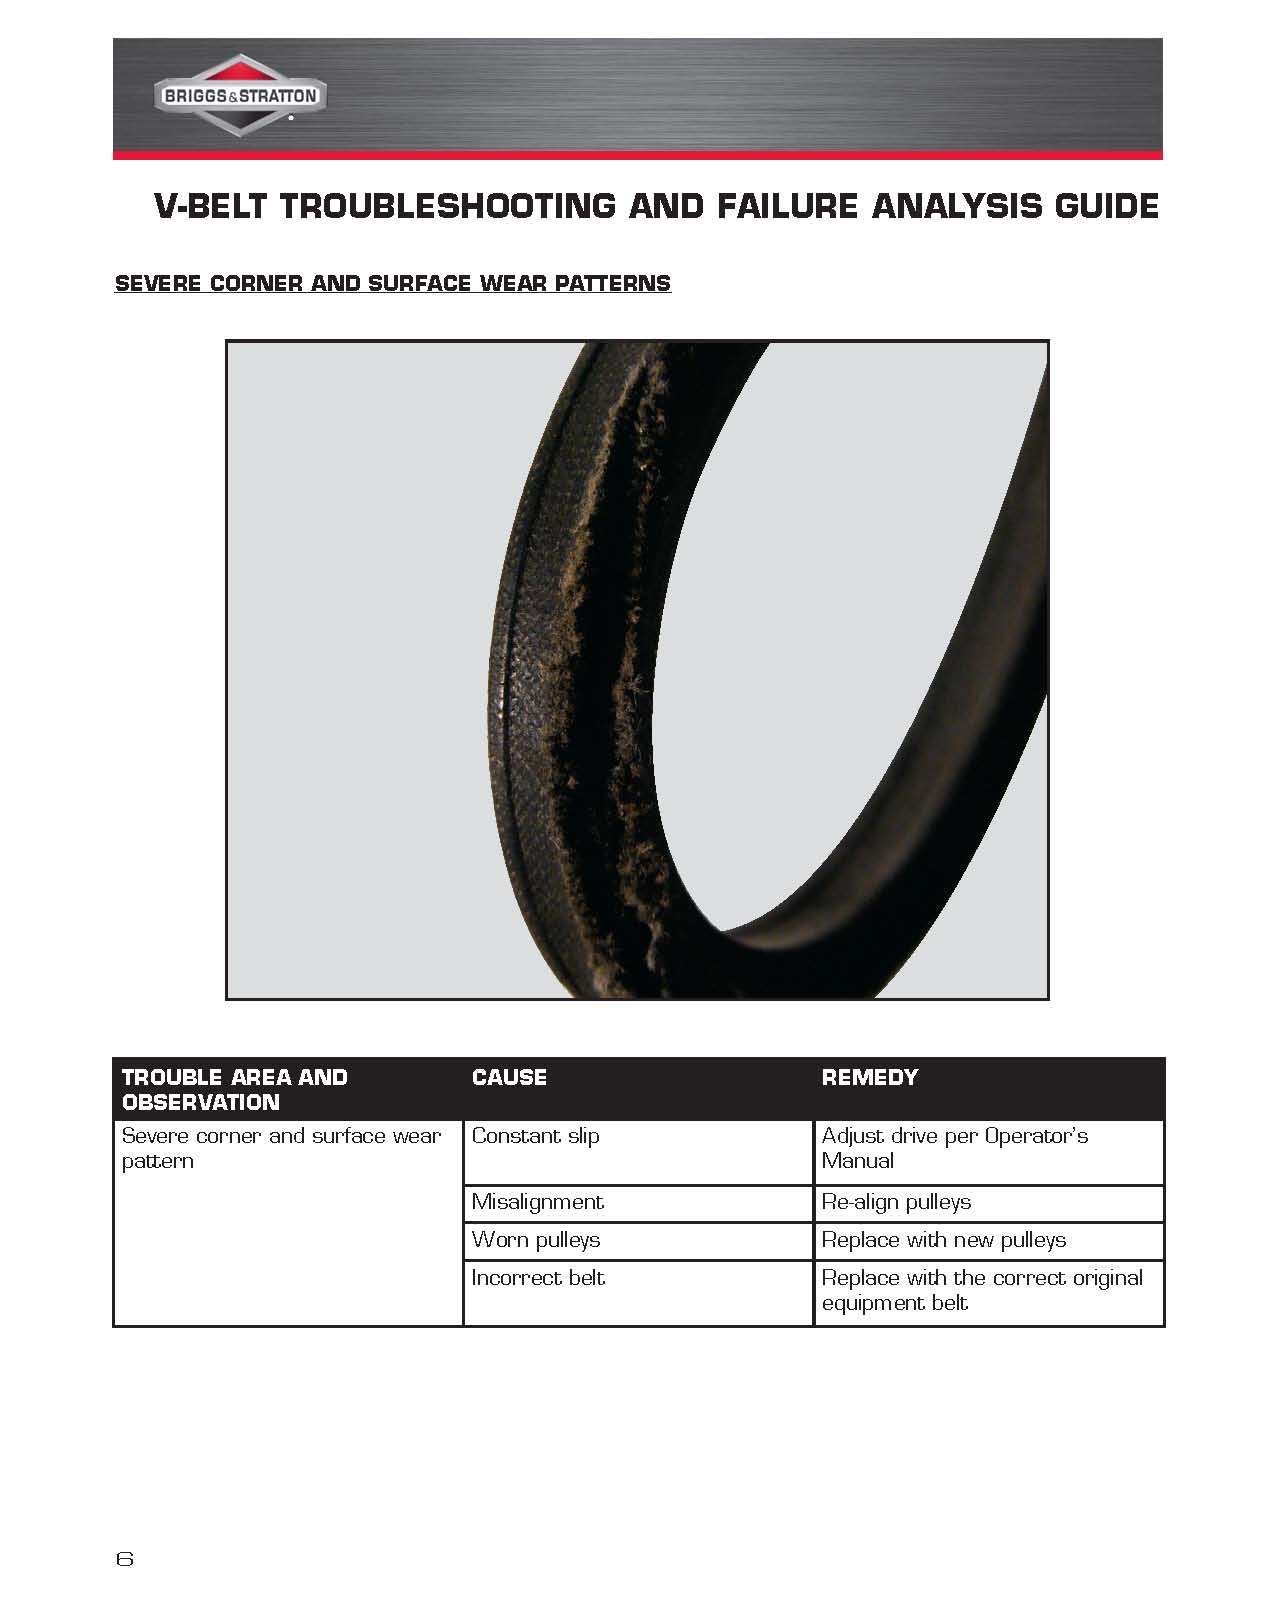 BRIGGS&STRATTON
V-BELT TROUBLESHOOTING AND FAILURE ANALYSIS GUIDE
SEVERE CORNER AND SURFACE WEAR PATTERNS
TROUBLE AREA AND
OBSERVATION
CAUSE
REMEDY
Severe corner and surface wear
pattern
Constant slip
Adjust drive per Operator's
Manual
Misalignment
Re-align pulleys
Worn pulleys
Replace with new pulleys
Incorrect belt
Replace with the correct original
equipment belt
6